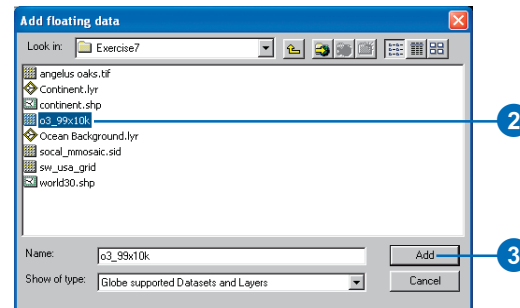 Add floating data
Look in: Exercise7
angelus oaks.tif
Continent.lyr
continent.shp
o3_99x10k
2
Ocean Background.lyr
socal_mmosaic.sid
sw_usa_grid
world30.shp
Name: o3_99x10k Add
3
Show of type: Globe supported Datasets and Layers Cancel